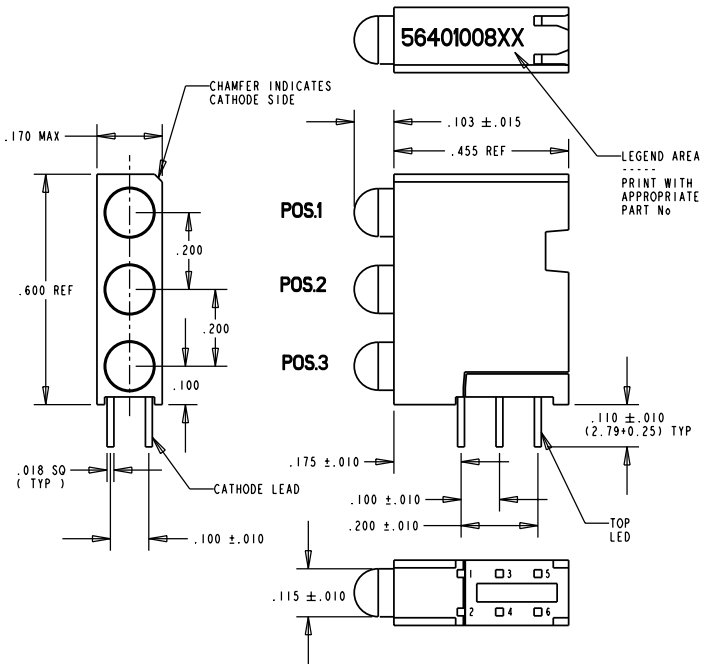 56401008XX
CHAMFER INDICATES
CATHODE SIDE
.170 MAX
.103 ±.015
.455 REF
LEGEND AREA
-----
PRINT WITH
APPROPRIATE
PART No
POS.1
.200
.600 REF
POS.2
.200
POS.3
.100
.110 ±.010
(2.79+0.25) TYP
.175 ±.010
.018 SQ
( TYP )
CATHODE LEAD
.100 ±.010
.200 ±.010
TOP
LED
.100 ±.010
.115 ±.010
1 3 5
2 4 6